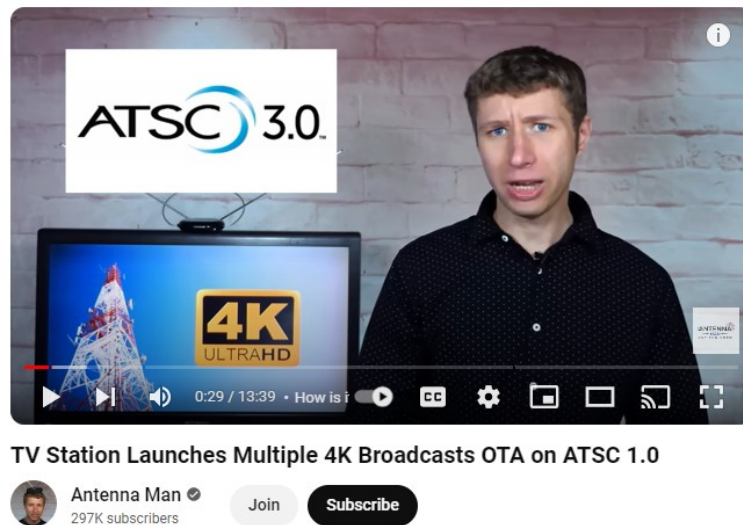 ATSC 3.0
4K
ULTRAHD
ANTENNA
0:29 / 13:39 • How is i
CC
TV Station Launches Multiple 4K Broadcasts OTA on ATSC 1.0
Antenna Man
297K subscribers
Join
Subscribe